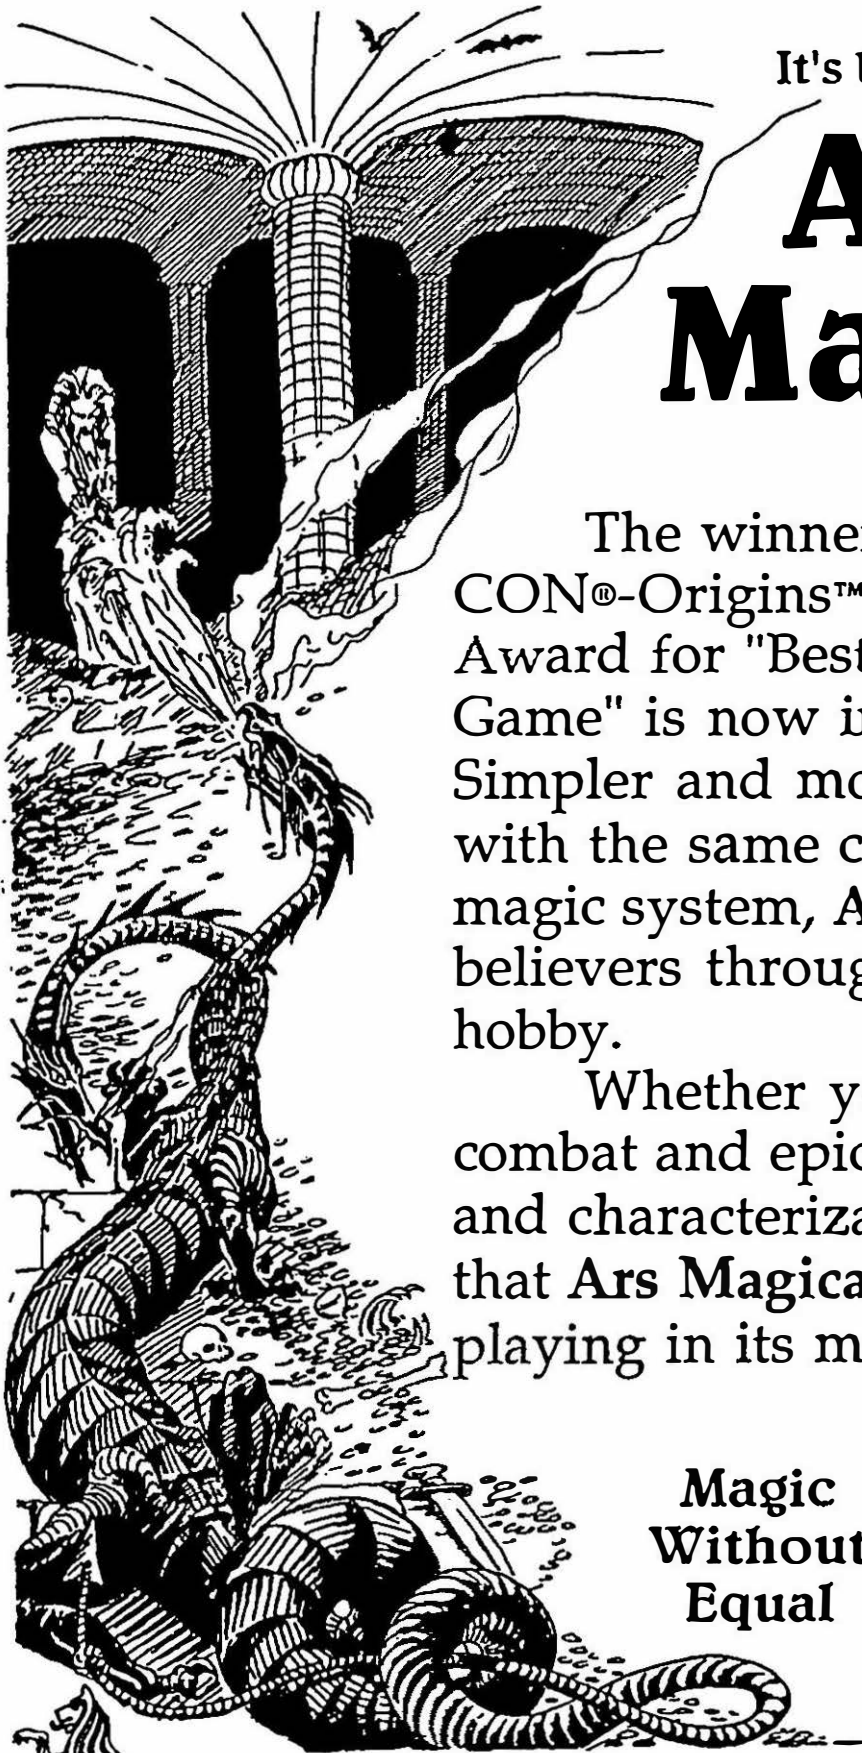 It's
A
Ma
The winner
CON®-Origins™
Award for "Best
Game" is now
Simpler and mo
with the same c
magic system, A
believers throug
hobby.
Whether y
combat and epic
and characteriza
that Ars Magica
playing in its m
Magic
Without
Equal